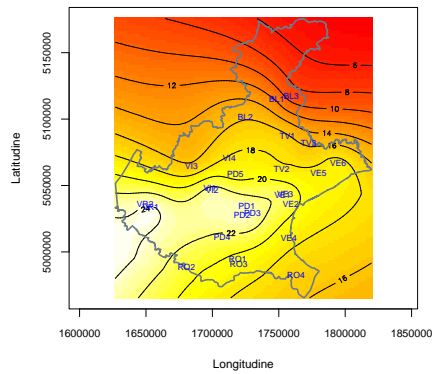 5150000
5100000
5050000
5000000
Latitudine
6
8
12
10
BL1 BL3
BL2
14
TV1
TV3
16
18
VI4
VI3
VE6
TV2
PD5
VE5
20
VI2
VE3
24
PD1
VE2
PD2 PD3
22
PD4
VE4
RO1
RO3
RO2
RO4
16
1600000 1650000 1700000 1750000 1800000 1850000
Longitudine